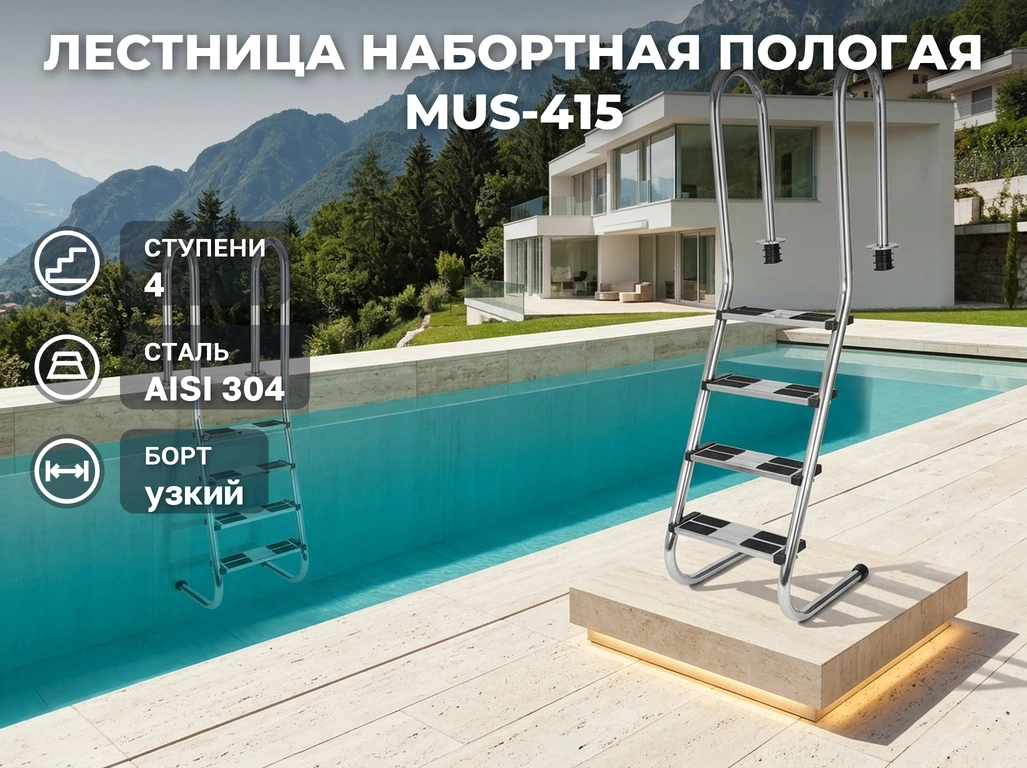 ЛЕСТНИЦА НАБОРТНАЯ ПОЛОГАЯ
MUS-415
СТУПЕНИ
4
СТАЛЬ
AISI 304
БОРТ
узкий